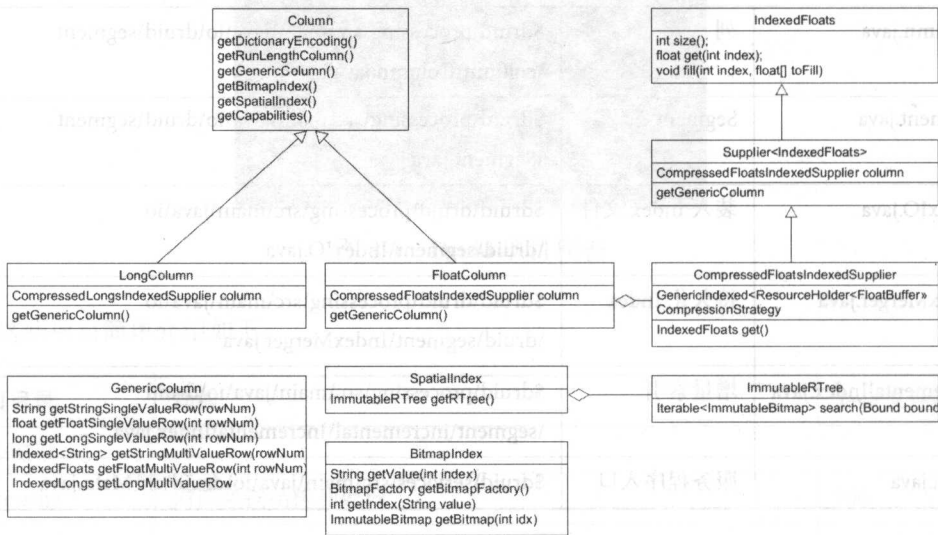 Column
getDictionaryEncoding()
getRunLengthColumn()
getGenericColumn()
getBitmapIndex()
getSpatialIndex()
getCapabilities()
IndexedFloats
int size();
float get(int index);
void fill(int index, float[] toFill)
Supplier<IndexedFloats>
CompressedFloatsIndexedSupplier column
getGenericColumn
LongColumn
CompressedLongsIndexedSupplier column
getGenericColumn()
FloatColumn
CompressedFloatsIndexedSupplier column
getGenericColumn()
CompressedFloatsIndexedSupplier
GenericIndexed<ResourceHolder<FloatBuffer>>
CompressionStrategy
IndexedFloats get()
GenericColumn
String getStringSingleValueRow(rowNum)
float getFloatSingleValueRow(int rowNum)
long getLongSingleValueRow(int rowNum)
Indexed<String> getStringMultiValueRow(rowNum
IndexedFloats getFloatMultiValueRow(int rowNum)
IndexedLongs getLongMultiValueRow
SpatialIndex
ImmutableRTree getRTree()
ImmutableRTree
Iterable<ImmutableBitmap> search(Bound bound
BitmapIndex
String getValue(int index)
BitmapFactory getBitmapFactory()
int getIndex(String value)
ImmutableBitmap getBitmap(int idx)